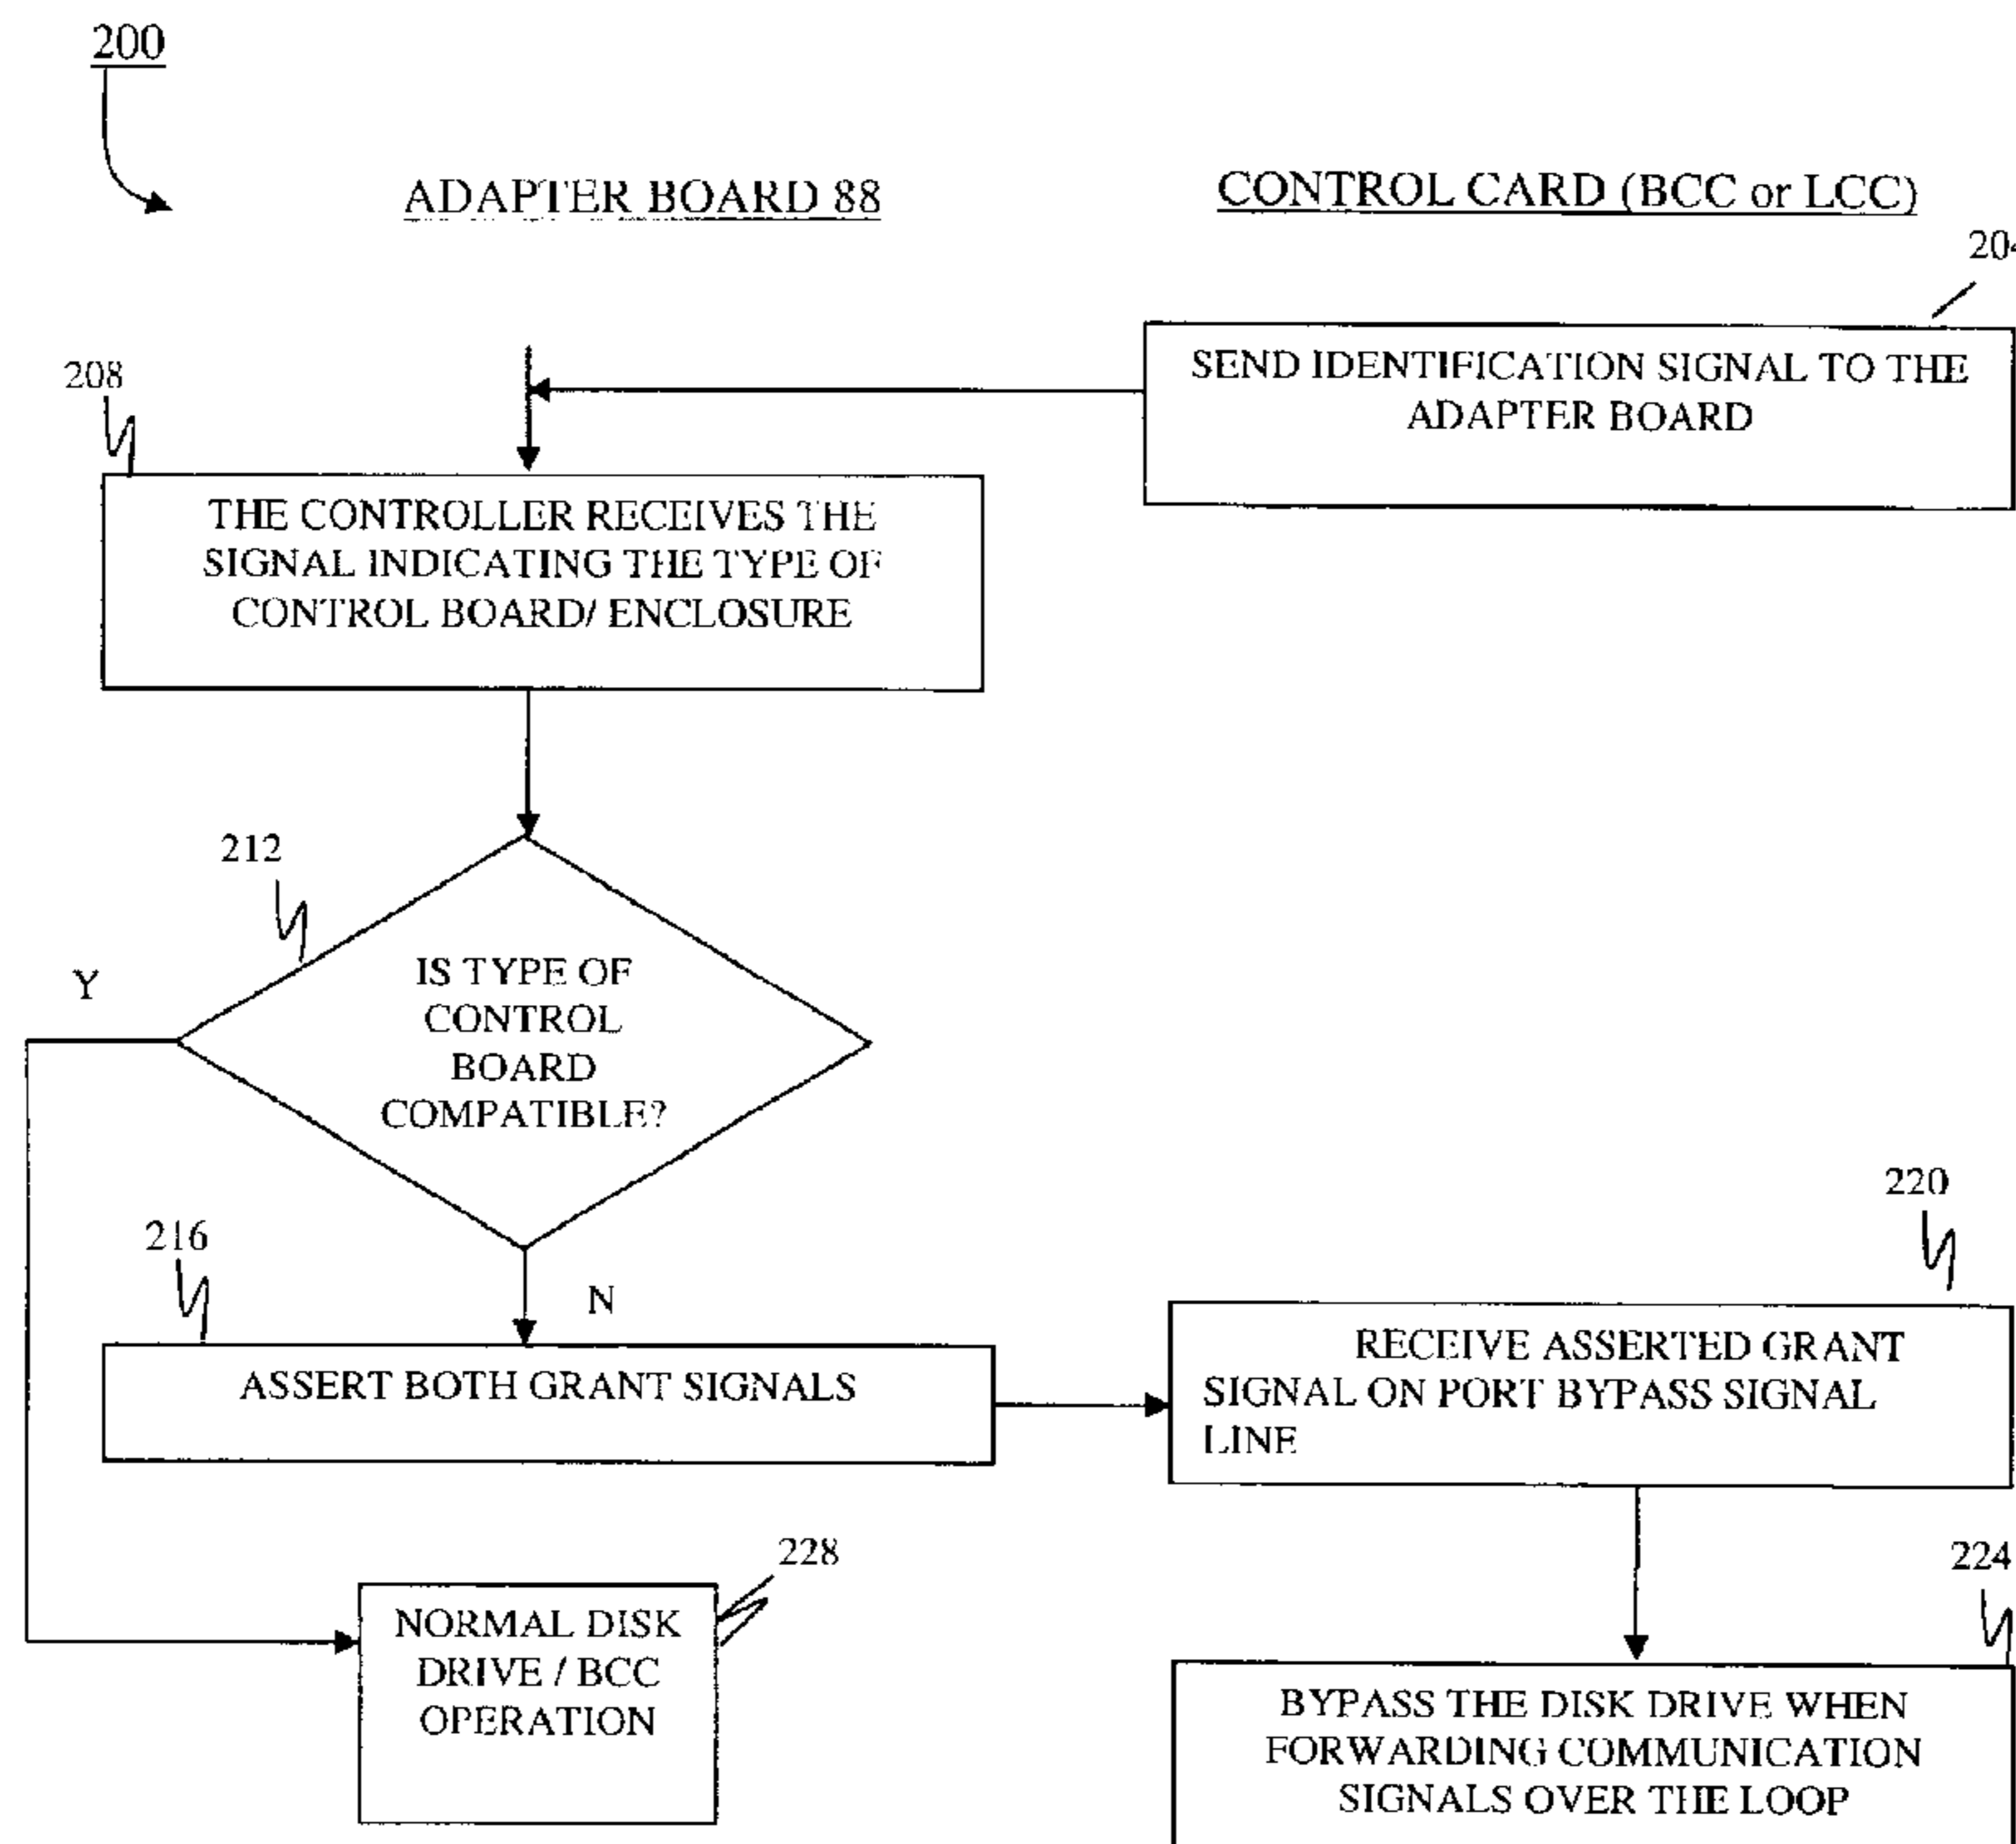 200
ADAPTER BOARD 88
CONTROL CARD (BCC or LCC)
204
SEND IDENTIFICATION SIGNAL TO THE
ADAPTER BOARD
208
THE CONTROLLER RECEIVES THE
SIGNAL INDICATING THE TYPE OF
CONTROL BOARD/ ENCLOSURE
212
Y
IS TYPE OF
CONTROL
BOARD
COMPATIBLE?
N
216
ASSERT BOTH GRANT SIGNALS
220
RECEIVE ASSERTED GRANT
SIGNAL ON PORT BYPASS SIGNAL
LINE
228
NORMAL DISK
DRIVE / BCC
OPERATION
224
BYPASS THE DISK DRIVE WHEN
FORWARDING COMMUNICATION
SIGNALS OVER THE LOOP